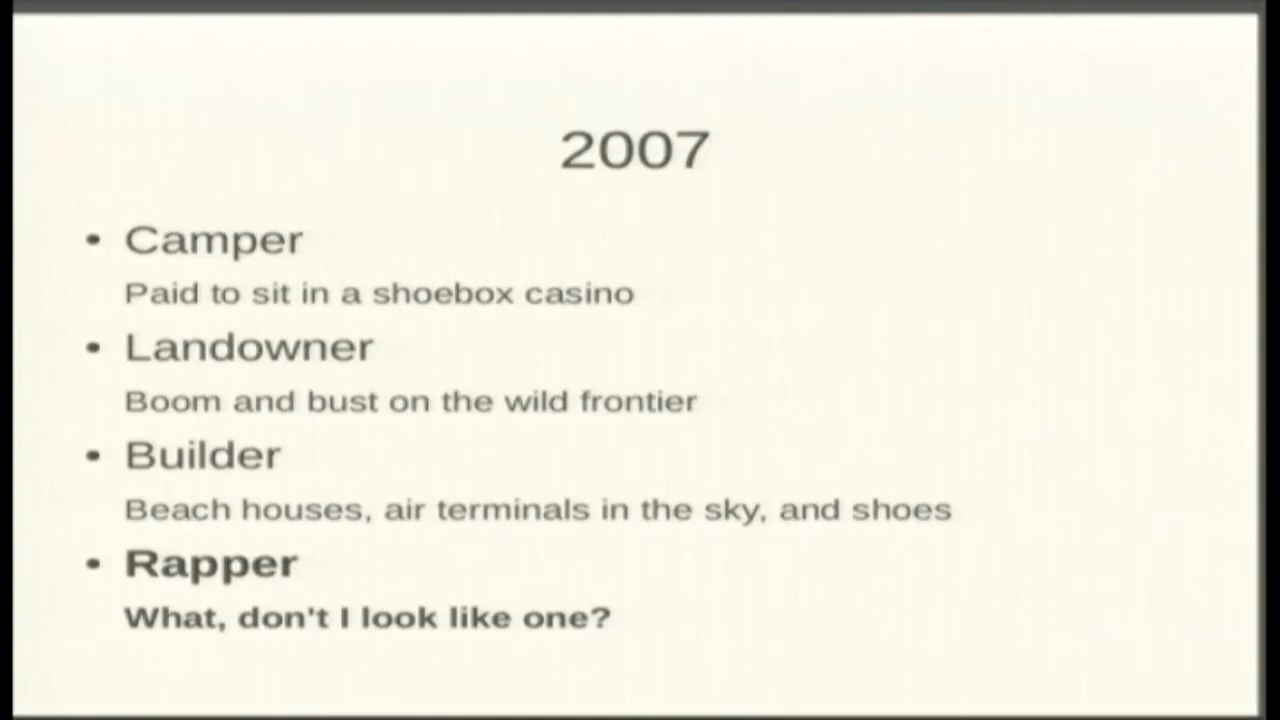 2007
• Camper
Paid to sit in a shoebox casino
• Landowner
Boom and bust on the wild frontier
• Builder
Beach houses, air terminals in the sky, and shoes
• Rapper
What, don't I look like one?